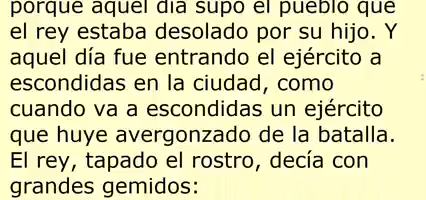 porque aquel día supo el pueblo que
el rey estaba desolado por su hijo. Y
aquel día fue entrando el ejército a
escondidas en la ciudad, como
cuando va a escondidas un ejército
que huye avergonzado de la batalla.
El rey, tapado el rostro, decía con
grandes gemidos: